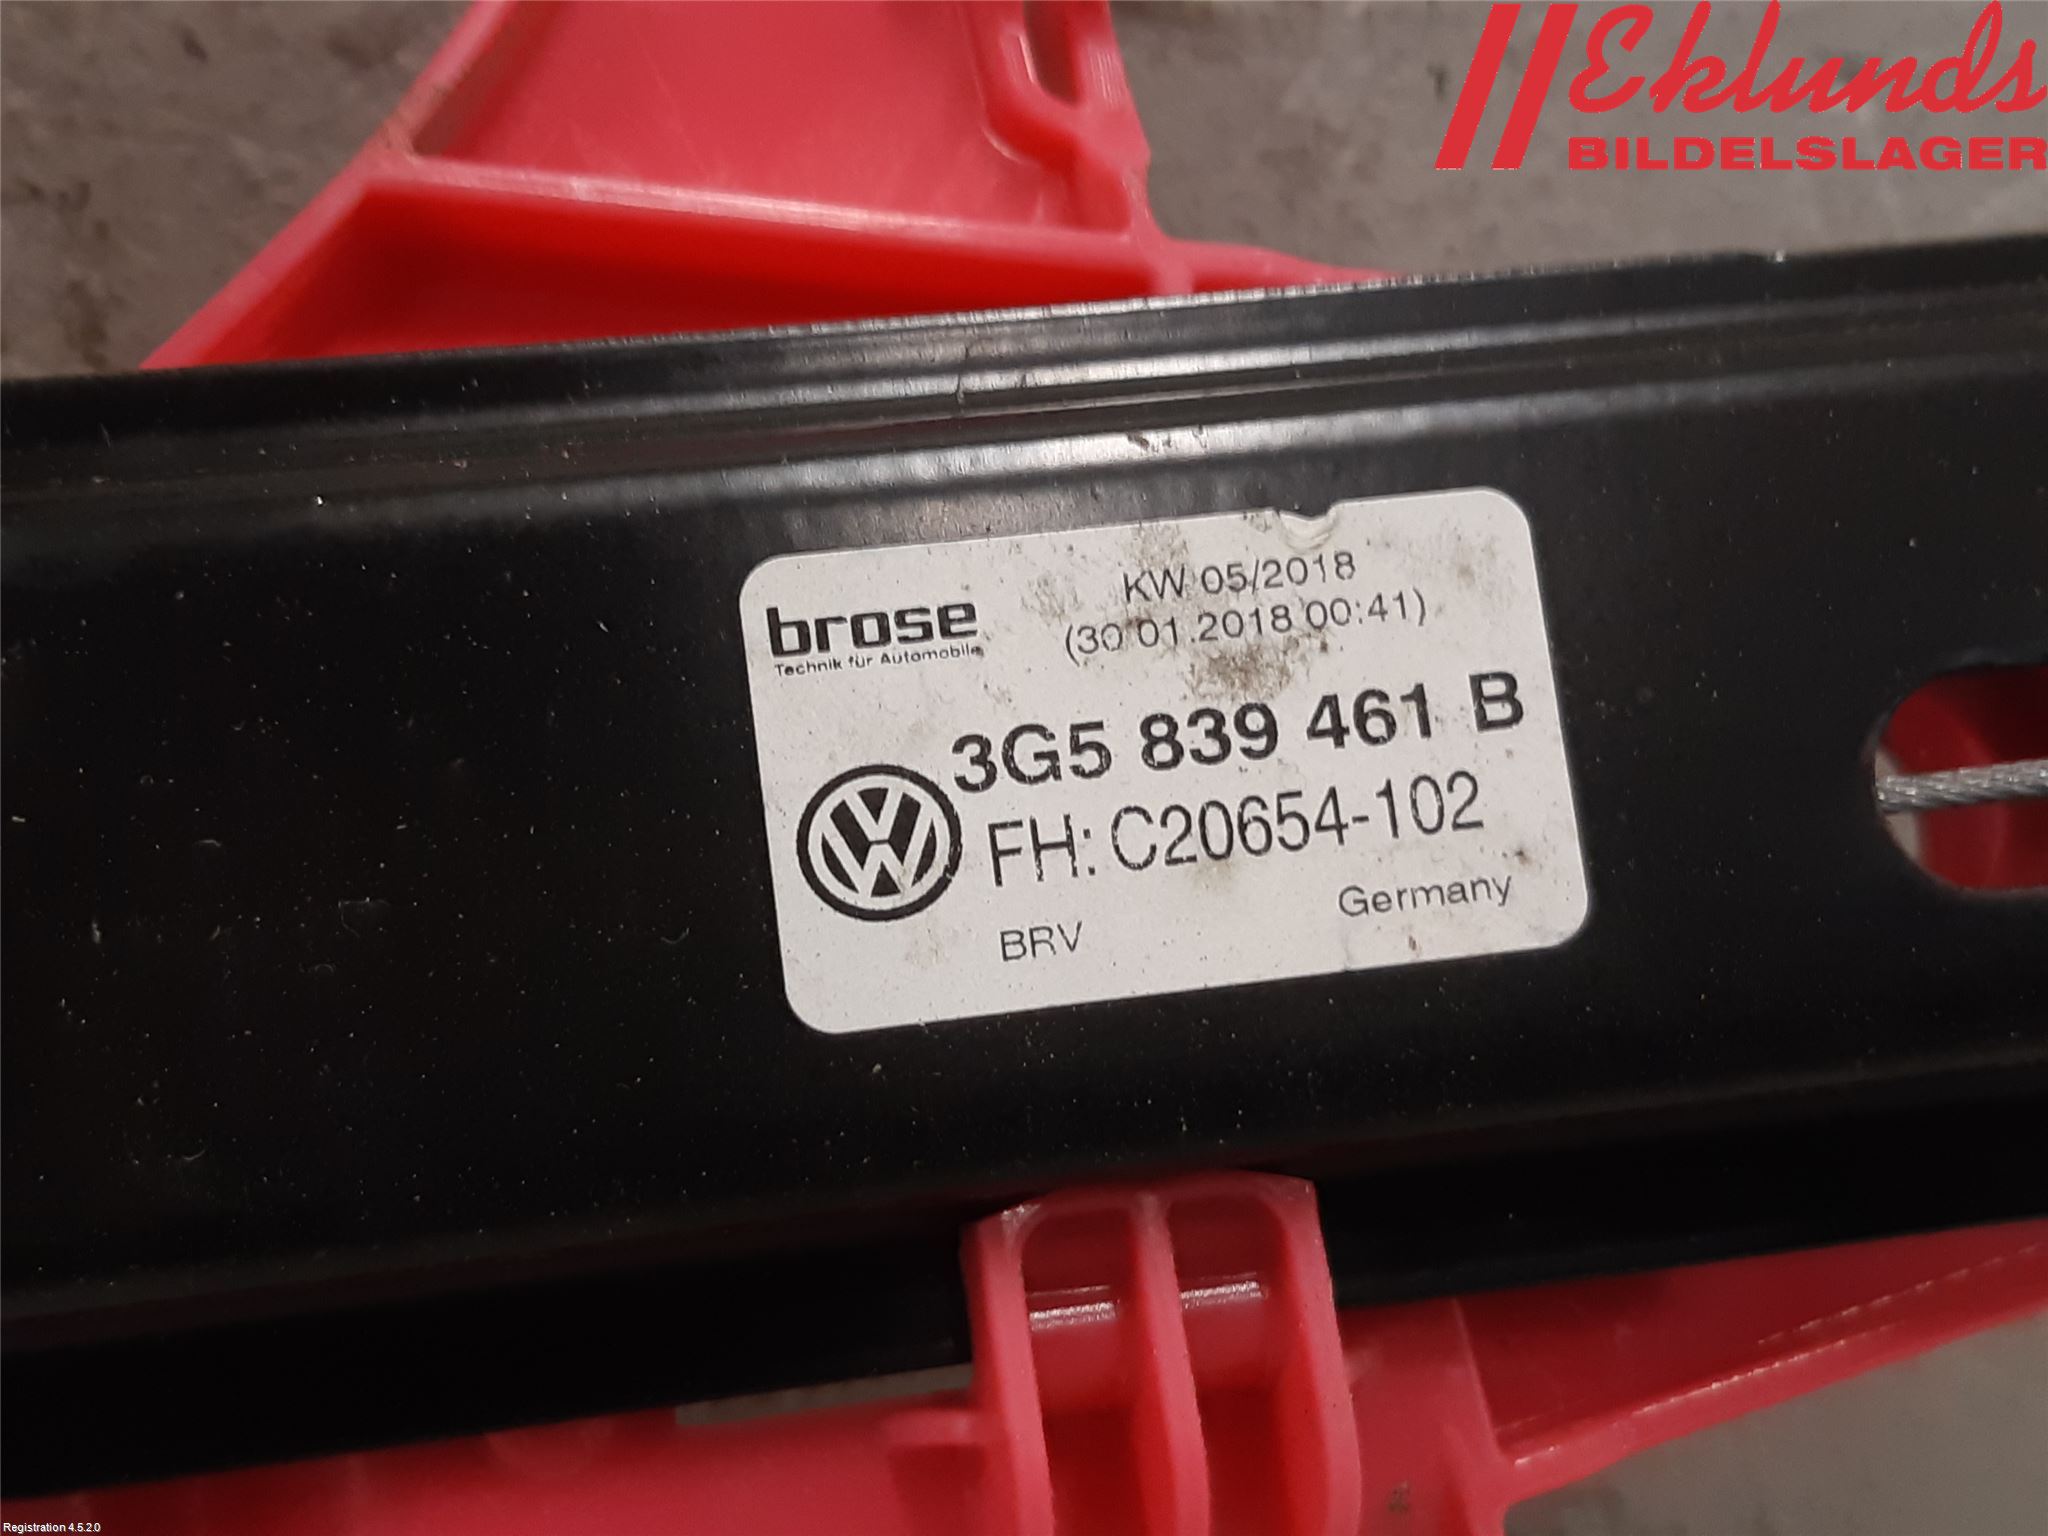 Eklunds
BILDELSLAGER
brose
Technik für Automobile
KW 05/2018
(30.01.2018 00:41)
3G5 839 461 B
FH: C20654-102
BRV
Germany
Registration 4.5.2.0